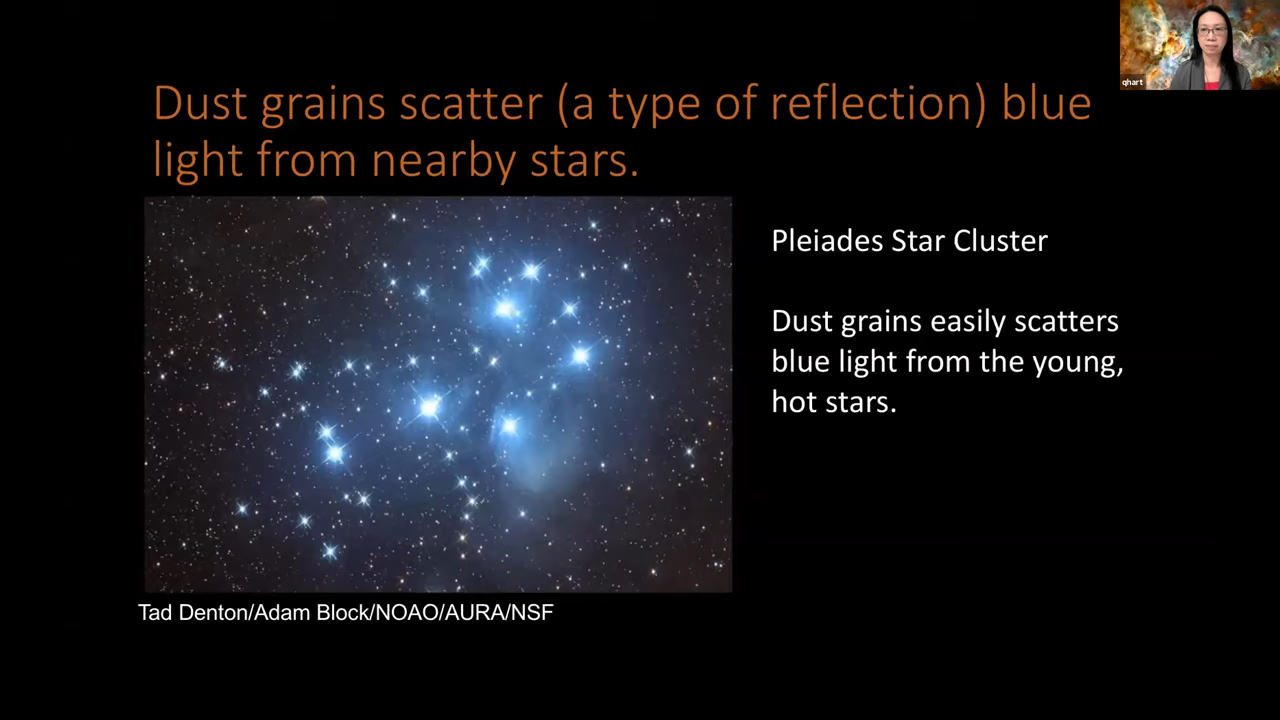 qhart
Dust grains scatter (a type of reflection) blue
light from nearby stars.
Pleiades Star Cluster
Dust grains easily scatters
blue light from the young,
hot stars.
Tad Denton/Adam Block/NOAO/AURA/NSF